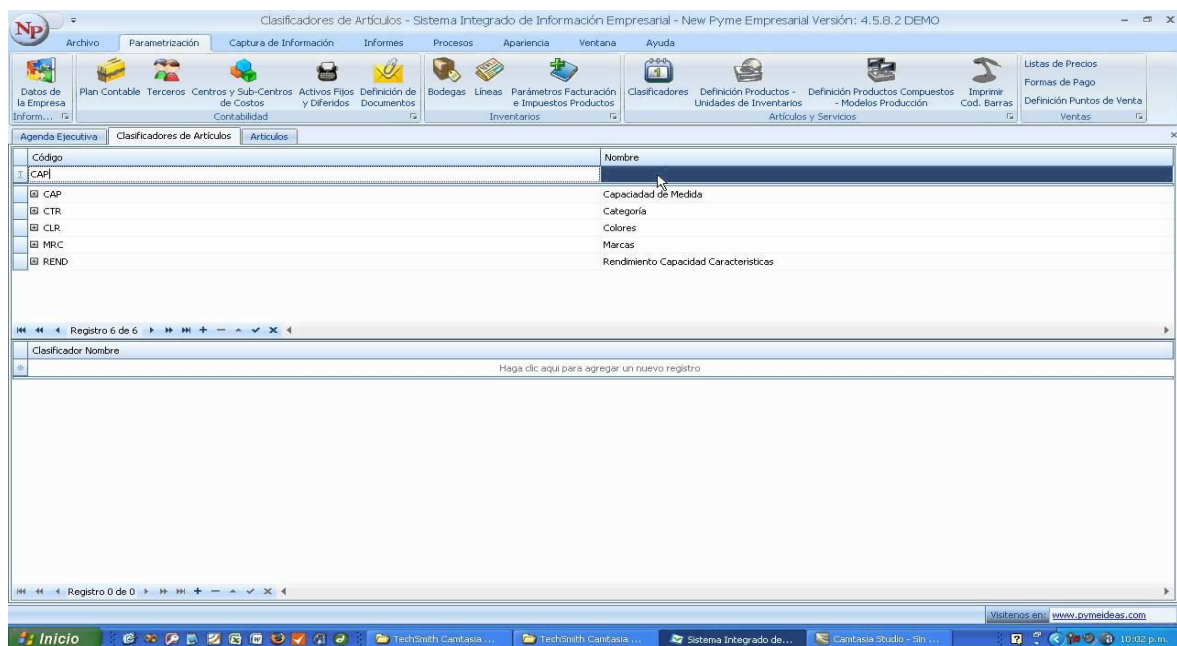 Clasificadores de Artículos - Sistema Integrado de Información Empresarial - New Pyme Empresarial Versión: 4.5.8.2 DEMO
NP
Archivo Parametrización Captura de Información Informes Procesos Apariencia Ventana Ayuda
Datos de la Empresa
Plan Contable
Terceros
Centros y Sub-Centros de Costos
Activos Fijos y Diferidos
Definición de Documentos
Bodegas
Líneas
Parámetros Facturación e Impuestos Productos
Clasificadores
Definición Productos - Unidades de Inventarios
Definición Productos Compuestos - Modelos Producción
Imprimir Cod. Barras
Listas de Precios
Formas de Pago
Definición Puntos de Venta
Inform... Contabilidad Inventarios Artículos y Servicios Ventas
Agenda Ejecutiva Clasificadores de Artículos Articulos
Código Nombre
CAP
CAP Capaciadad de Medida
CTR Categoría
CLR Colores
MRC Marcas
REND Rendimiento Capacidad Caracteristicas
Registro 6 de 6
Clasificador Nombre
Haga clic aqui para agregar un nuevo registro
Registro 0 de 0
Visitenos en: www.pymeideas.com
Inicio TechSmith Camtasia ... TechSmith Camtasia ... Sistema Integrado de... Camtasia Studio - Sin ... 10:02 p.m.